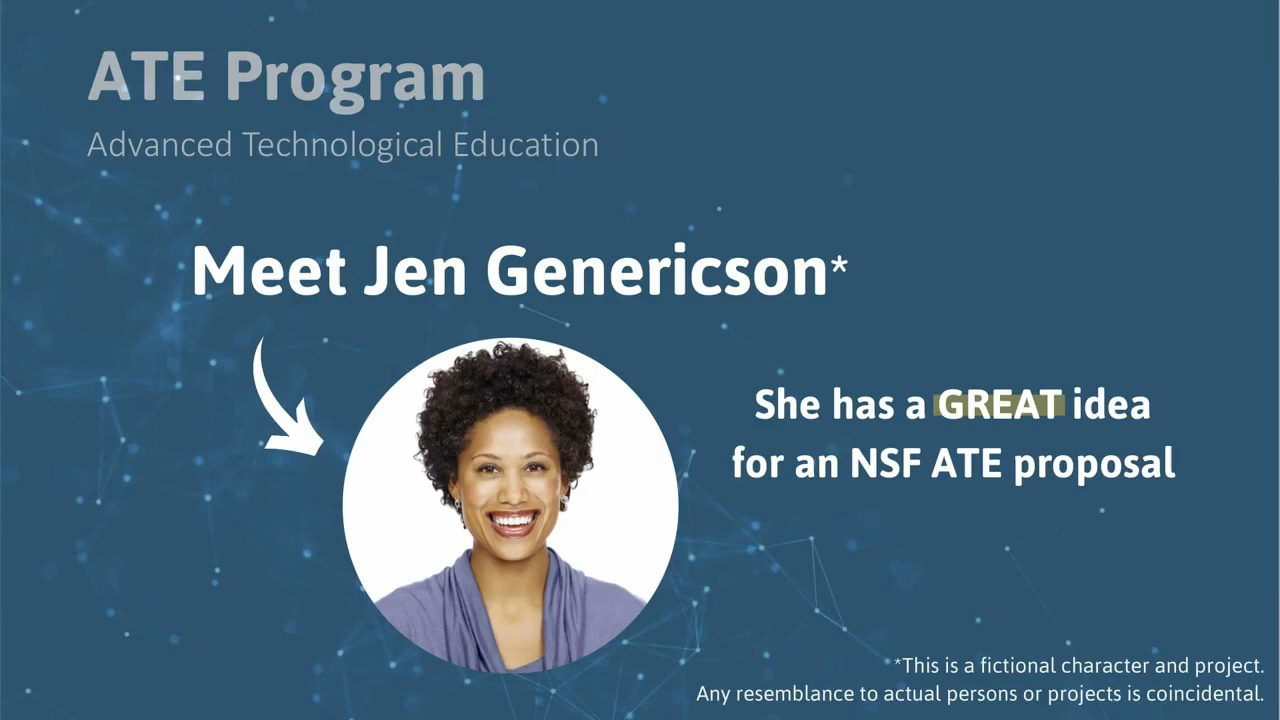 ATE Program
Advanced Technological Education
Meet Jen Genericson*
She has a GREAT idea
for an NSF ATE proposal
*This is a fictional character and project.
Any resemblance to actual persons or projects is coincidental.